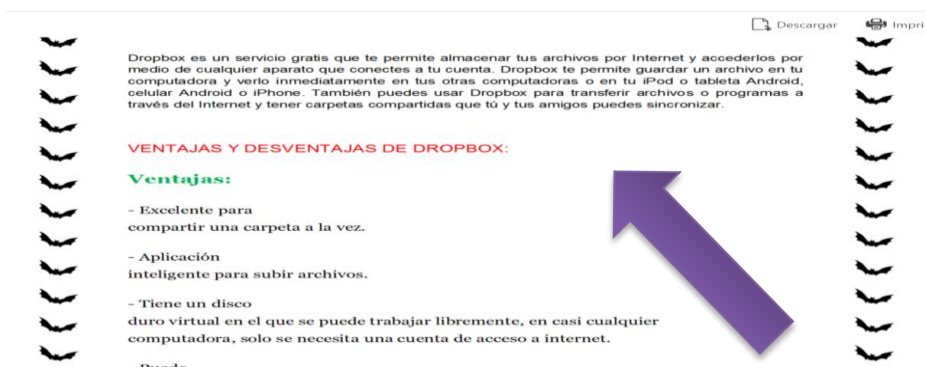 Descargar Impri
Dropbox es un servicio gratis que te permite almacenar tus archivos por Internet y accederlos por
medio de cualquier aparato que conectes a tu cuenta. Dropbox te permite guardar un archivo en tu
computadora y verlo inmediatamente en tus otras computadoras o en tu iPod o tableta Android,
celular Android o iPhone. También puedes usar Dropbox para transferir archivos o programas a
través del Internet y tener carpetas compartidas que tú y tus amigos puedes sincronizar.
VENTAJAS Y DESVENTAJAS DE DROPBOX:
Ventajas:
- Excelente para
compartir una carpeta a la vez.
- Aplicación
inteligente para subir archivos.
- Tiene un disco
duro virtual en el que se puede trabajar libremente, en casi cualquier
computadora, solo se necesita una cuenta de acceso a internet.